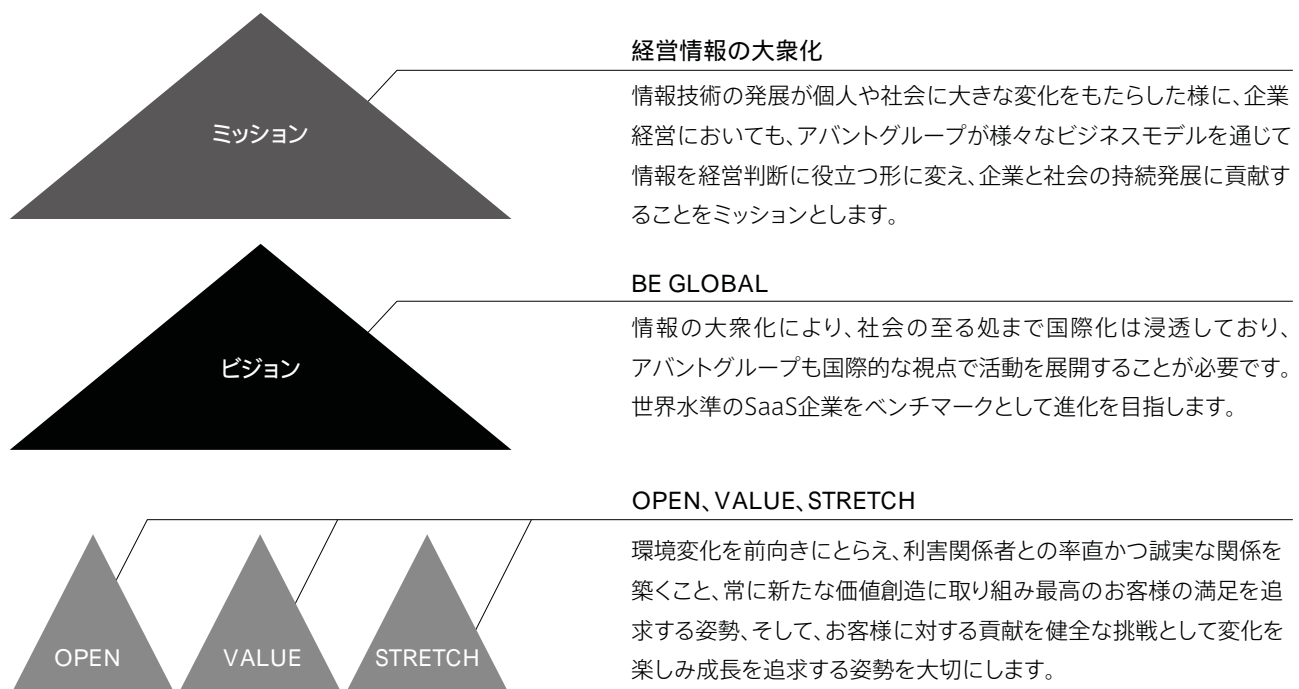 ミッション
経営情報の大衆化
情報技術の発展が個人や社会に大きな変化をもたらした様に、企業
経営においても、アバントグループが様々なビジネスモデルを通じて
情報を経営判断に役立つ形に変え、企業と社会の持続発展に貢献す
ることをミッションとします。
ビジョン
BE GLOBAL
情報の大衆化により、社会の至る処まで国際化は浸透しており、
アバントグループも国際的な視点で活動を展開することが必要です。
世界水準のSaaS企業をベンチマークとして進化を目指します。
OPEN、VALUE、STRETCH
環境変化を前向きにとらえ、利害関係者との率直かつ誠実な関係を
築くこと、常に新たな価値創造に取り組み最高のお客様の満足を追
求する姿勢、そして、お客様に対する貢献を健全な挑戦として変化を
楽しみ成長を追求する姿勢を大切にします。
OPEN
VALUE
STRETCH